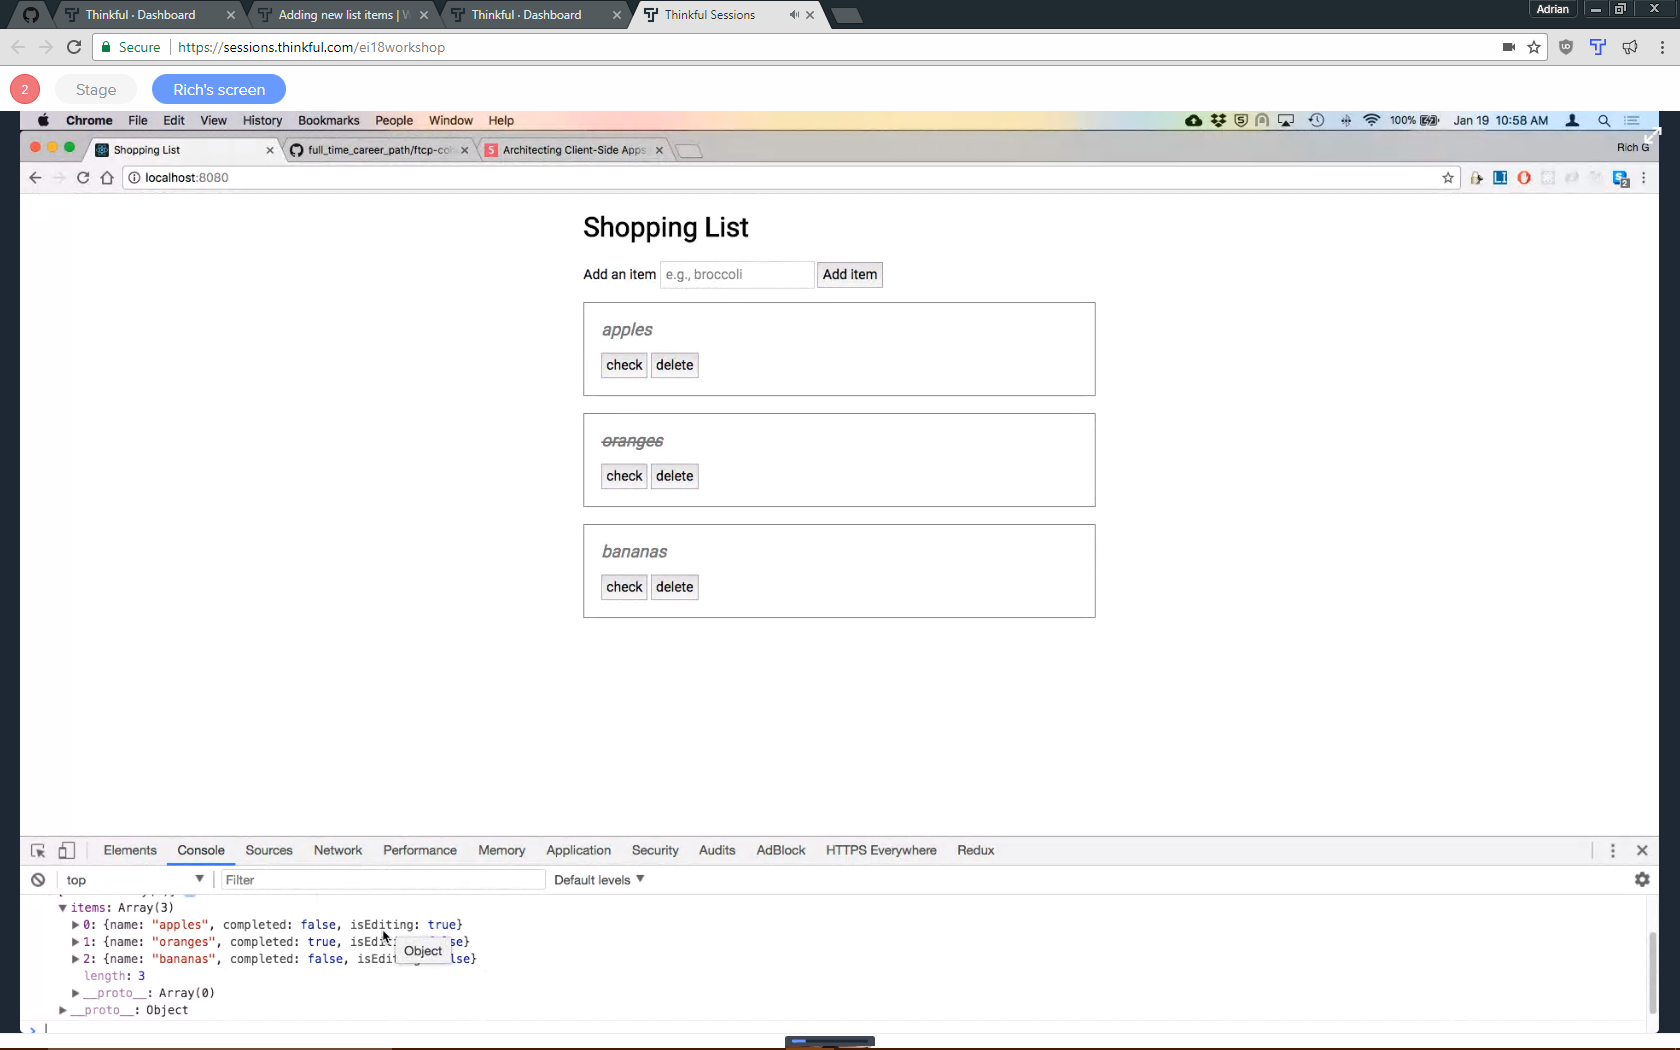 Thinkful · Dashboard
Adding new list items | W
Thinkful · Dashboard
Thinkful Sessions
Adrian
Secure
https://sessions.thinkful.com/ei18workshop
2
Stage
Rich's screen
Chrome File Edit View History Bookmarks People Window Help
100%
Jan 19 10:58 AM
Shopping List
full_time_career_path/ftcp-co
Architecting Client-Side Apps
Rich G
localhost:8080
2
Shopping List
Add an item
e.g., broccoli
Add item
apples
check delete
oranges
check delete
bananas
check delete
Elements Console Sources Network Performance Memory Application Security Audits AdBlock HTTPS Everywhere Redux
top
Filter
Default levels ▼
▼ items: Array(3)
▶ 0: {name: "apples", completed: false, isEditing: true}
▶ 1: {name: "oranges", completed: true, isEdi se}
Object
▶ 2: {name: "bananas", completed: false, isEdit lse}
length: 3
▶ __proto__: Array(0)
▶ __proto__: Object